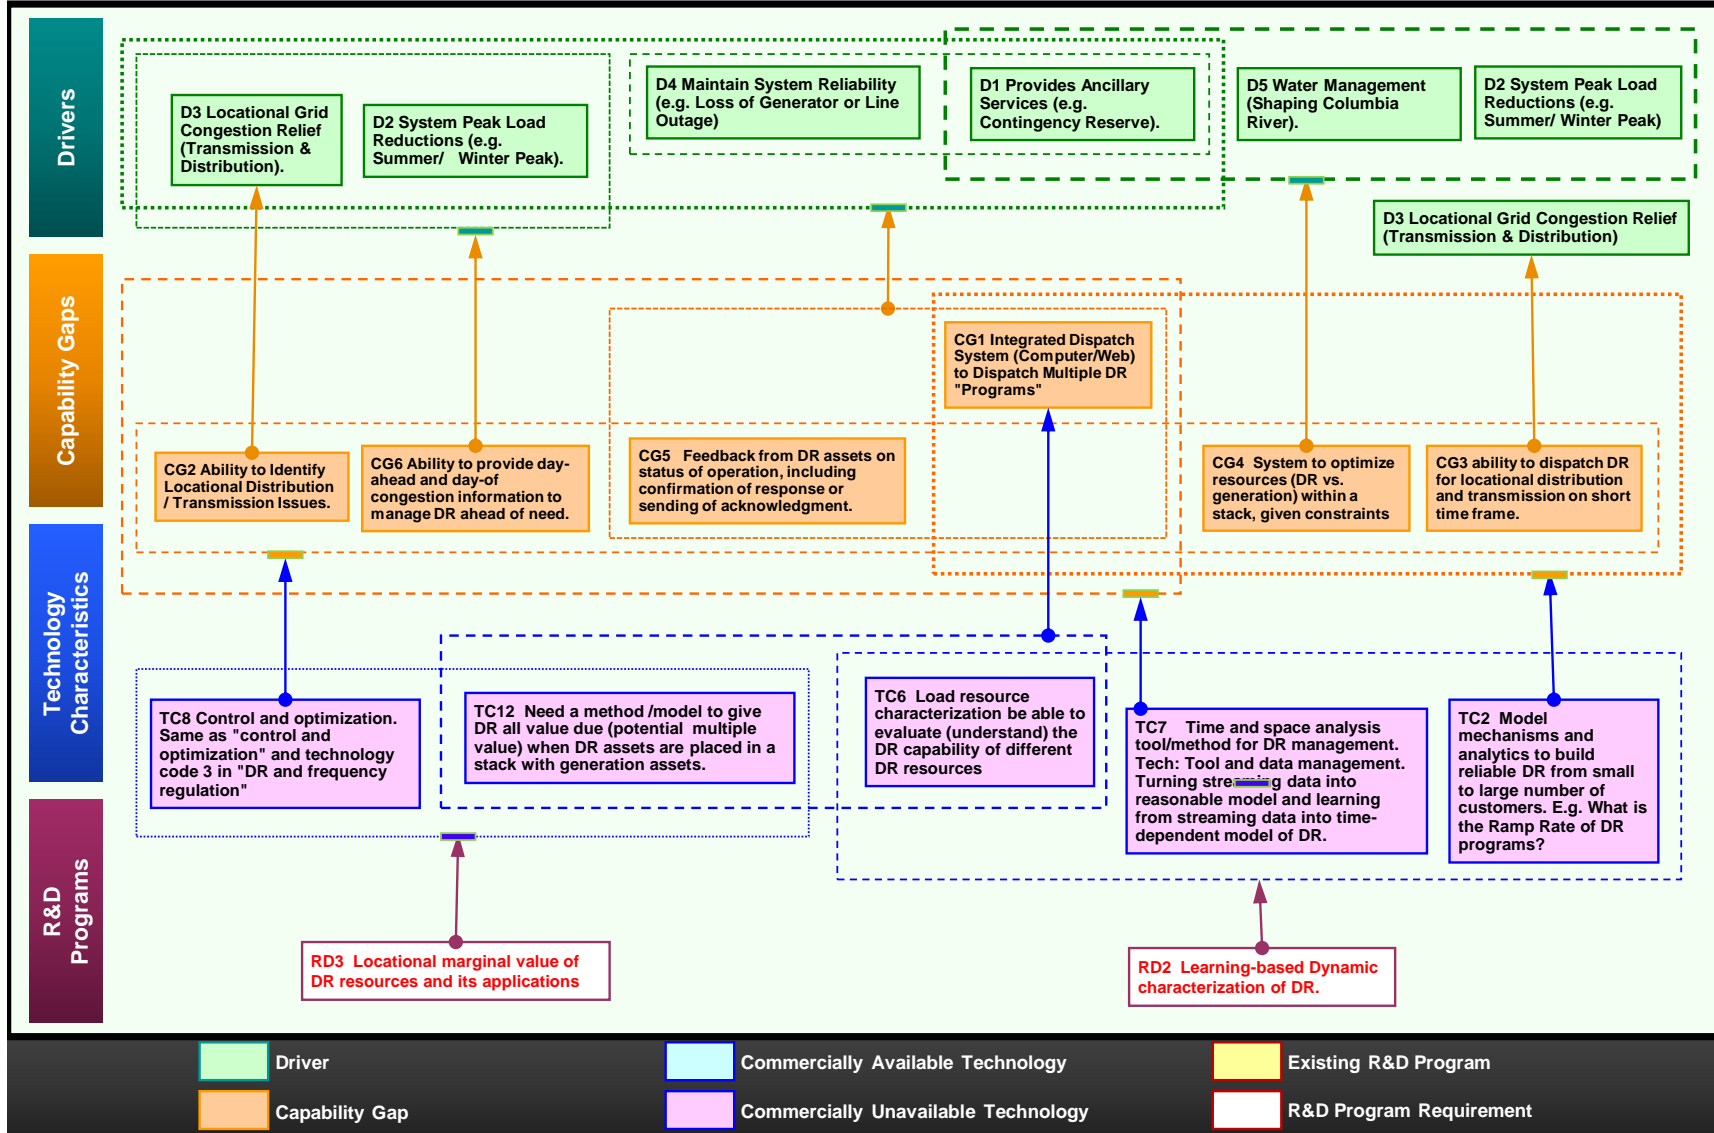 Drivers
D3 Locational Grid
Congestion Relief
(Transmission &
Distribution).
D2 System Peak Load
Reductions (e.g.
Summer/ Winter Peak).
D4 Maintain System Reliability
(e.g. Loss of Generator or Line
Outage)
D1 Provides Ancillary
Services (e.g.
Contingency Reserve).
D5 Water Management
(Shaping Columbia
River).
D2 System Peak Load
Reductions (e.g.
Summer/ Winter Peak)
D3 Locational Grid Congestion Relief
(Transmission & Distribution)
Capability Gaps
CG1 Integrated Dispatch
System (Computer/Web)
to Dispatch Multiple DR
"Programs"
CG2 Ability to Identify
Locational Distribution
/ Transmission Issues.
CG6 Ability to provide day-
ahead and day-of
congestion information to
manage DR ahead of need.
CG5 Feedback from DR assets on
status of operation, including
confirmation of response or
sending of acknowledgment.
CG4 System to optimize
resources (DR vs.
generation) within a
stack, given constraints
CG3 ability to dispatch DR
for locational distribution
and transmission on short
time frame.
Technology
Characteristics
TC8 Control and optimization.
Same as "control and
optimization" and technology
code 3 in "DR and frequency
regulation"
TC12 Need a method /model to give
DR all value due (potential multiple
value) when DR assets are placed in a
stack with generation assets.
TC6 Load resource
characterization be able to
evaluate (understand) the
DR capability of different
DR resources
TC7 Time and space analysis
tool/method for DR management.
Tech: Tool and data management.
Turning streaming data into
reasonable model and learning
from streaming data into time-
dependent model of DR.
TC2 Model
mechanisms and
analytics to build
reliable DR from small
to large number of
customers. E.g. What is
the Ramp Rate of DR
programs?
R&D
Programs
RD3 Locational marginal value of
DR resources and its applications
RD2 Learning-based Dynamic
characterization of DR.
Driver
Commercially Available Technology
Existing R&D Program
Capability Gap
Commercially Unavailable Technology
R&D Program Requirement